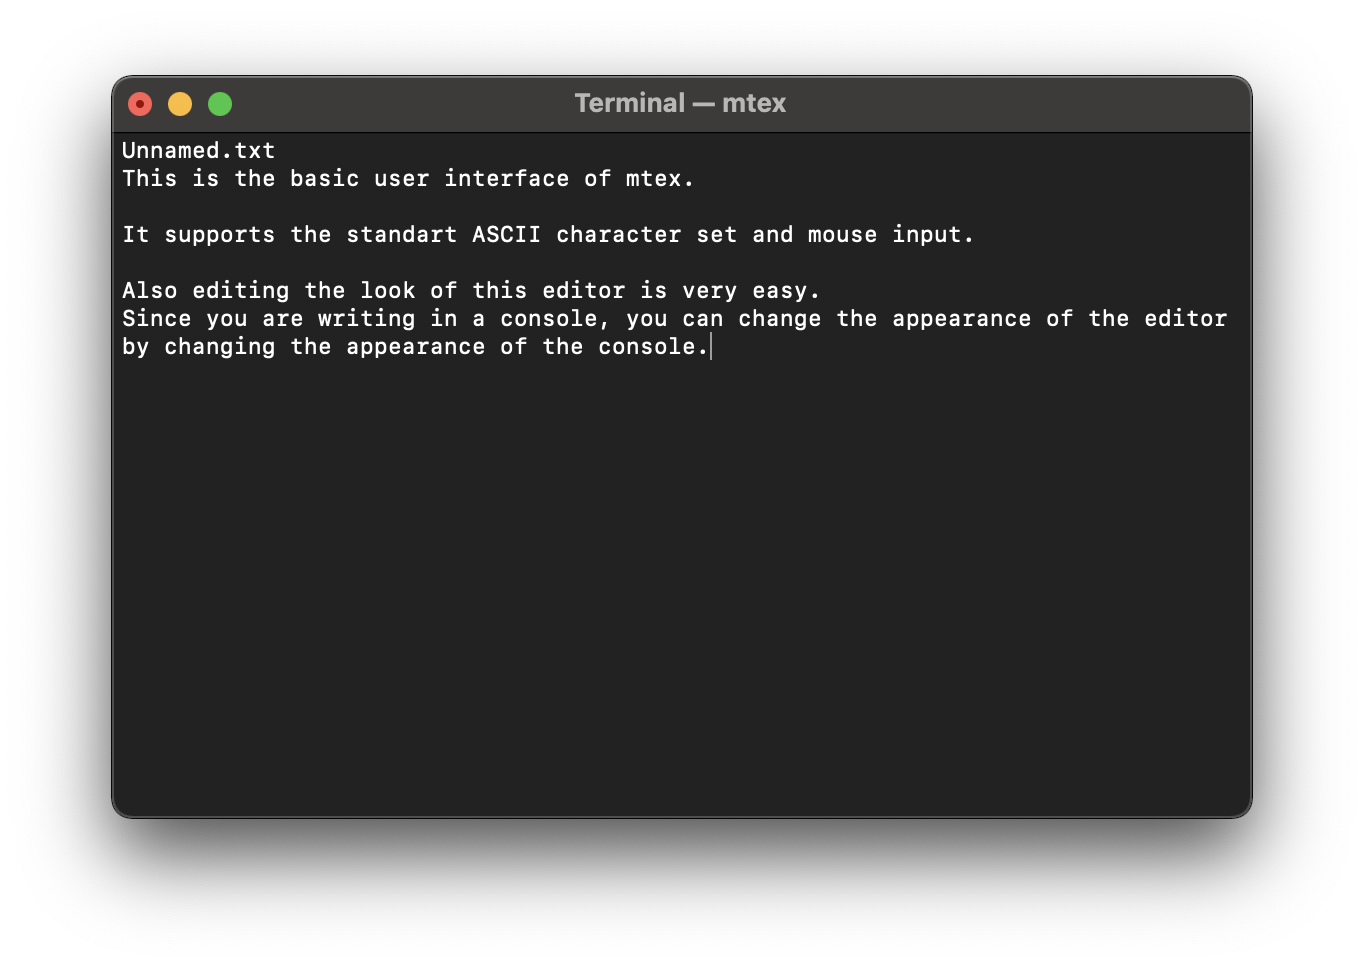 Terminal — mtex
Unnamed.txt
This is the basic user interface of mtex.
It supports the standart ASCII character set and mouse input.
Also editing the look of this editor is very easy.
Since you are writing in a console, you can change the appearance of the editor
by changing the appearance of the console.